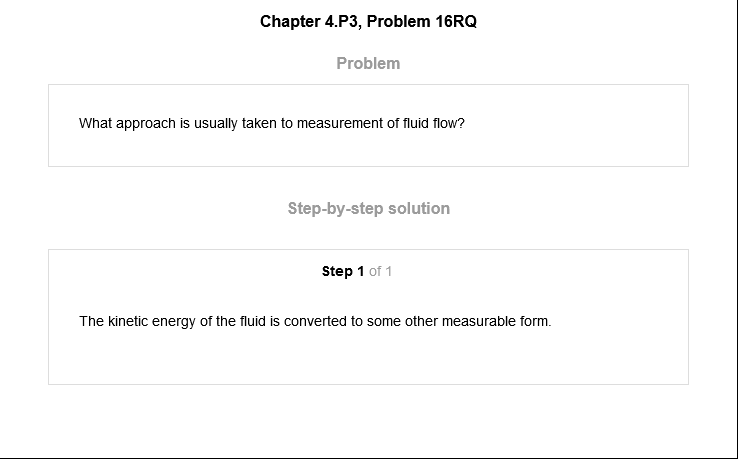 Chapter 4.P3, Problem 16RQ
Problem
What approach is usually taken to measurement of fluid flow?
Step-by-step solution
Step 1 of 1
The kinetic energy of the fluid is converted to some other measurable form.